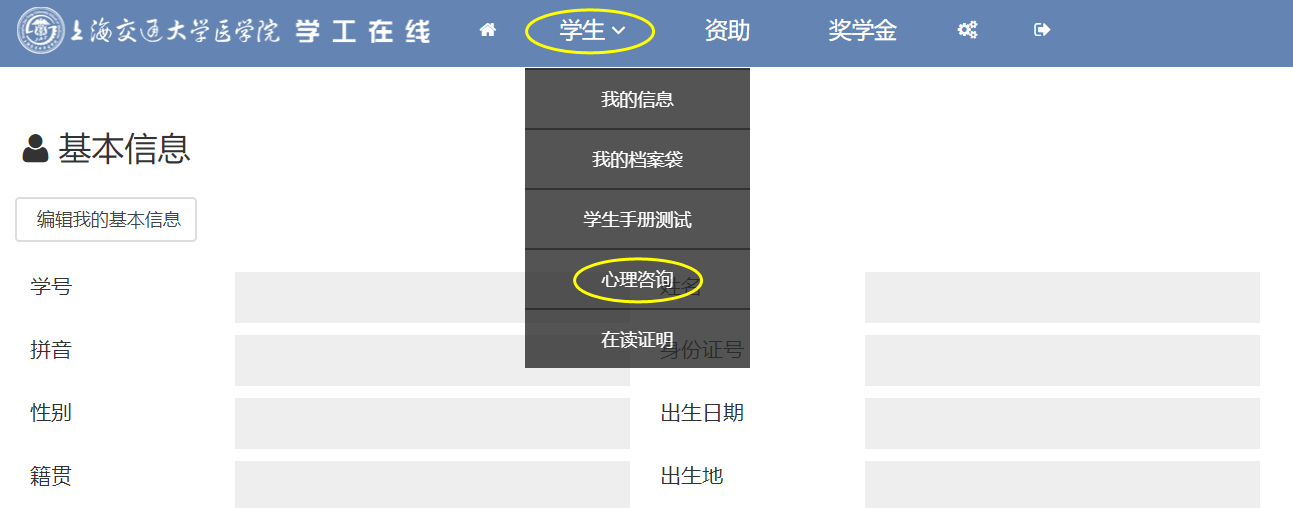 上海交通大学医学院 学工在线 学生 资助 奖学金
我的信息
基本信息
我的档案袋
编辑我的基本信息
学生手册测试
心理咨询
学号 姓名
在读证明
拼音 身份证号
性别 出生日期
籍贯 出生地